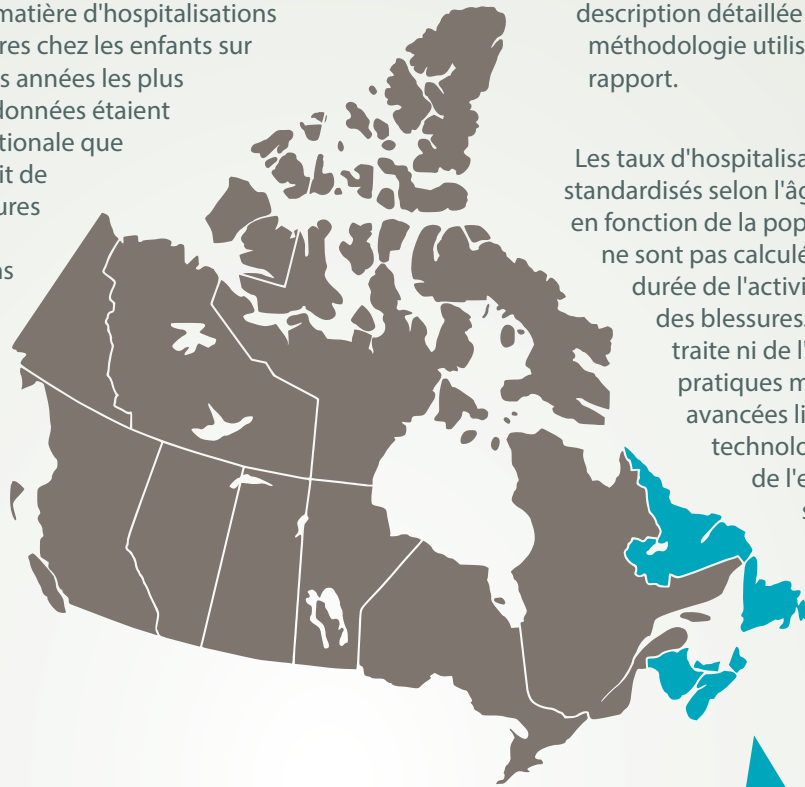 matière d'hospitalisations
res chez les enfants sur
s années les plus
données étaient
tionale que
it de
ures
ns
description détaillée
méthodologie utilis
rapport.
Les taux d'hospitalisa
standardisés selon l'âg
en fonction de la pop
ne sont pas calculé
durée de l'activi
des blessures.
traite ni de l'
pratiques m
avancées li
technolo
de l'e
s